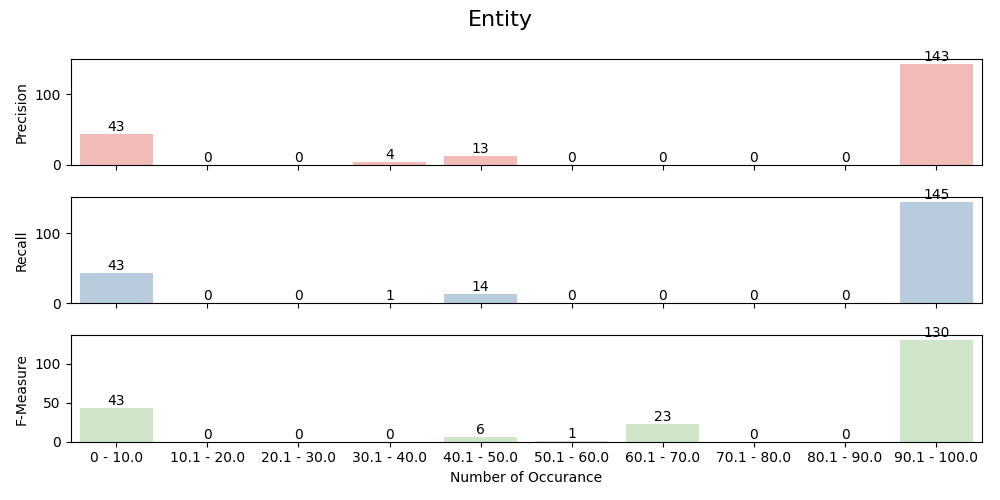 Entity
Precision
100
0
43
0
0
4
13
0
0
0
0
143
Recall
100
0
43
0
0
1
14
0
0
0
0
145
F-Measure
100
50
0
43
0
0
0
6
1
23
0
0
130
0 - 10.0
10.1 - 20.0
20.1 - 30.0
30.1 - 40.0
40.1 - 50.0
50.1 - 60.0
60.1 - 70.0
70.1 - 80.0
80.1 - 90.0
90.1 - 100.0
Number of Occurance